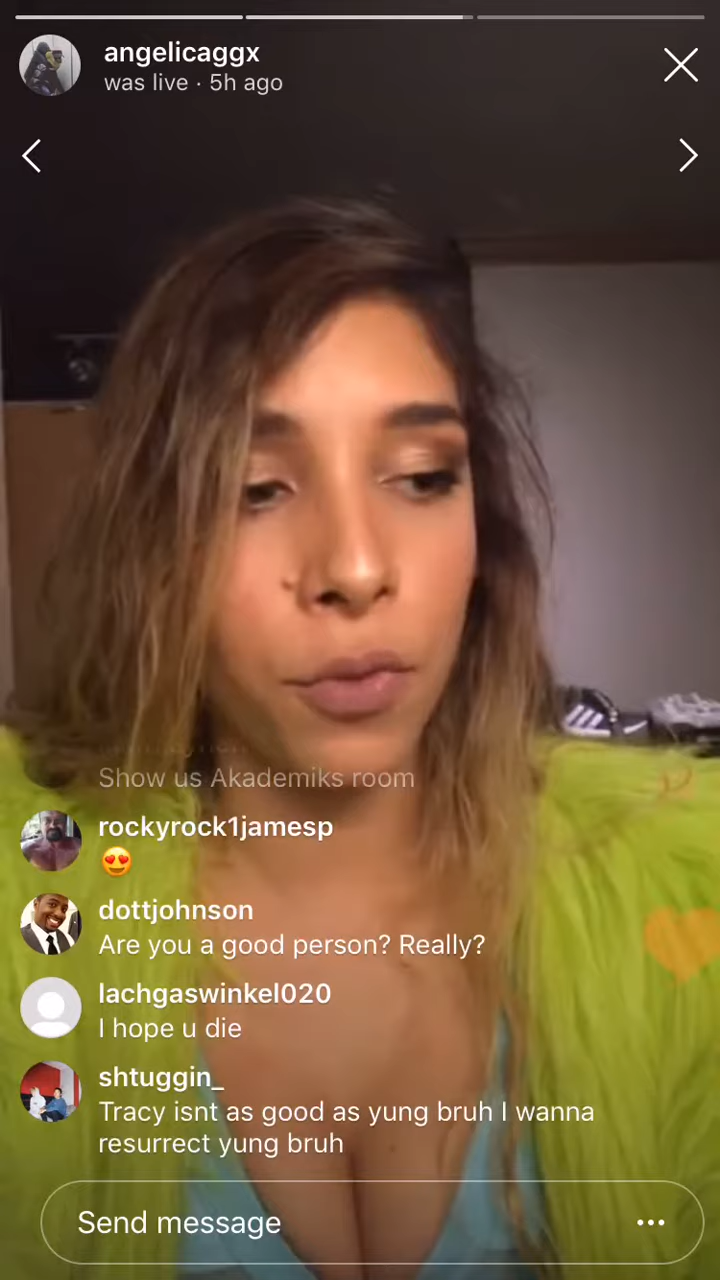 angelicaggx
was live · 5h ago
Show us Akademiks room
rockyrock1jamesp
😍
dottjohnson
Are you a good person? Really?
lachgaswinkel020
I hope u die
shtuggin_
Tracy isnt as good as yung bruh I wanna
resurrect yung bruh
Send message